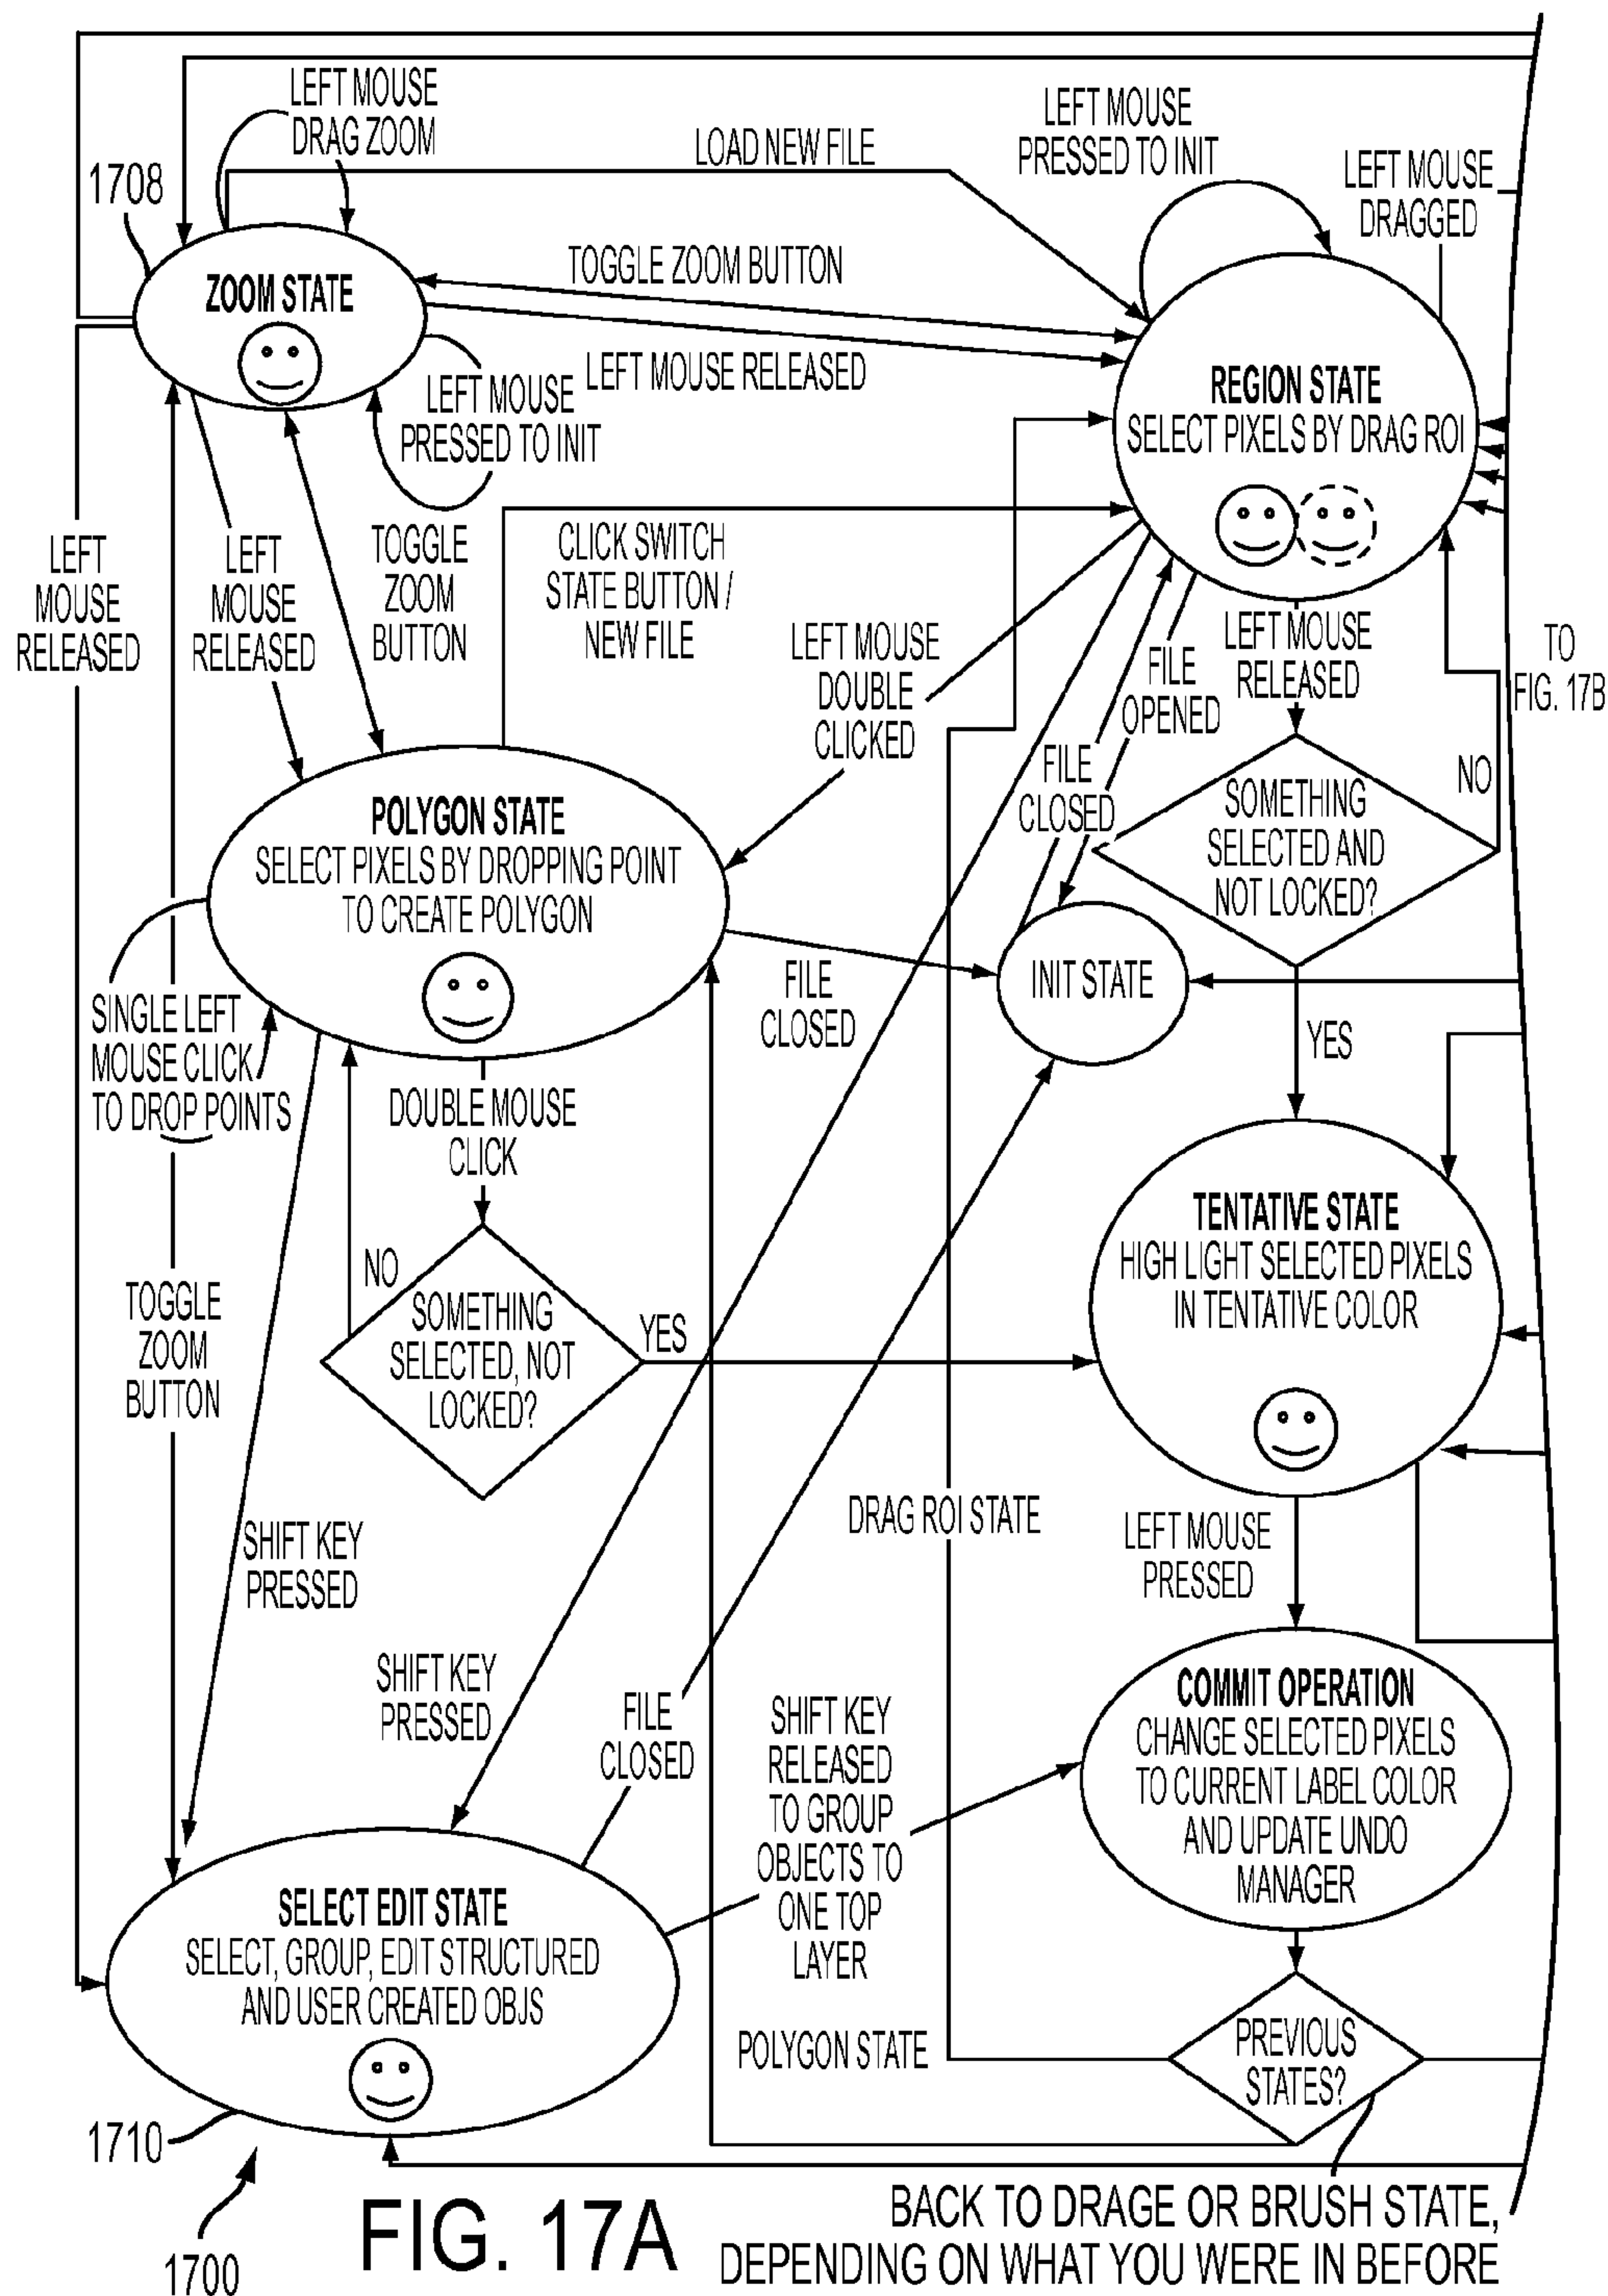 LEFT MOUSE
DRAG ZOOM
LOAD NEW FILE
LEFT MOUSE
PRESSED TO INIT
LEFT MOUSE
DRAGGED
1708
ZOOM STATE
TOGGLE ZOOM BUTTON
LEFT MOUSE RELEASED
LEFT MOUSE
PRESSED TO INIT
REGION STATE
SELECT PIXELS BY DRAG ROI
LEFT
MOUSE
RELEASED
LEFT
MOUSE
RELEASED
TOGGLE
ZOOM
BUTTON
CLICK SWITCH
STATE BUTTON /
NEW FILE
LEFT MOUSE
DOUBLE
CLICKED
FILE
OPENED
LEFT MOUSE
RELEASED
TO
FIG. 17B
FILE
CLOSED
SOMETHING
SELECTED AND
NOT LOCKED?
NO
POLYGON STATE
SELECT PIXELS BY DROPPING POINT
TO CREATE POLYGON
FILE
CLOSED
INIT STATE
YES
SINGLE LEFT
MOUSE CLICK
TO DROP POINTS
DOUBLE MOUSE
CLICK
TENTATIVE STATE
HIGH LIGHT SELECTED PIXELS
IN TENTATIVE COLOR
NO
SOMETHING
SELECTED, NOT
LOCKED?
YES
TOGGLE
ZOOM
BUTTON
SHIFT KEY
PRESSED
DRAG ROI STATE
LEFT MOUSE
PRESSED
SHIFT KEY
PRESSED
FILE
CLOSED
SHIFT KEY
RELEASED
TO GROUP
OBJECTS TO
ONE TOP
LAYER
COMMIT OPERATION
CHANGE SELECTED PIXELS
TO CURRENT LABEL COLOR
AND UPDATE UNDO
MANAGER
SELECT EDIT STATE
SELECT, GROUP, EDIT STRUCTURED
AND USER CREATED OBJS
POLYGON STATE
PREVIOUS
STATES?
1710
1700
FIG. 17A
BACK TO DRAGE OR BRUSH STATE,
DEPENDING ON WHAT YOU WERE IN BEFORE